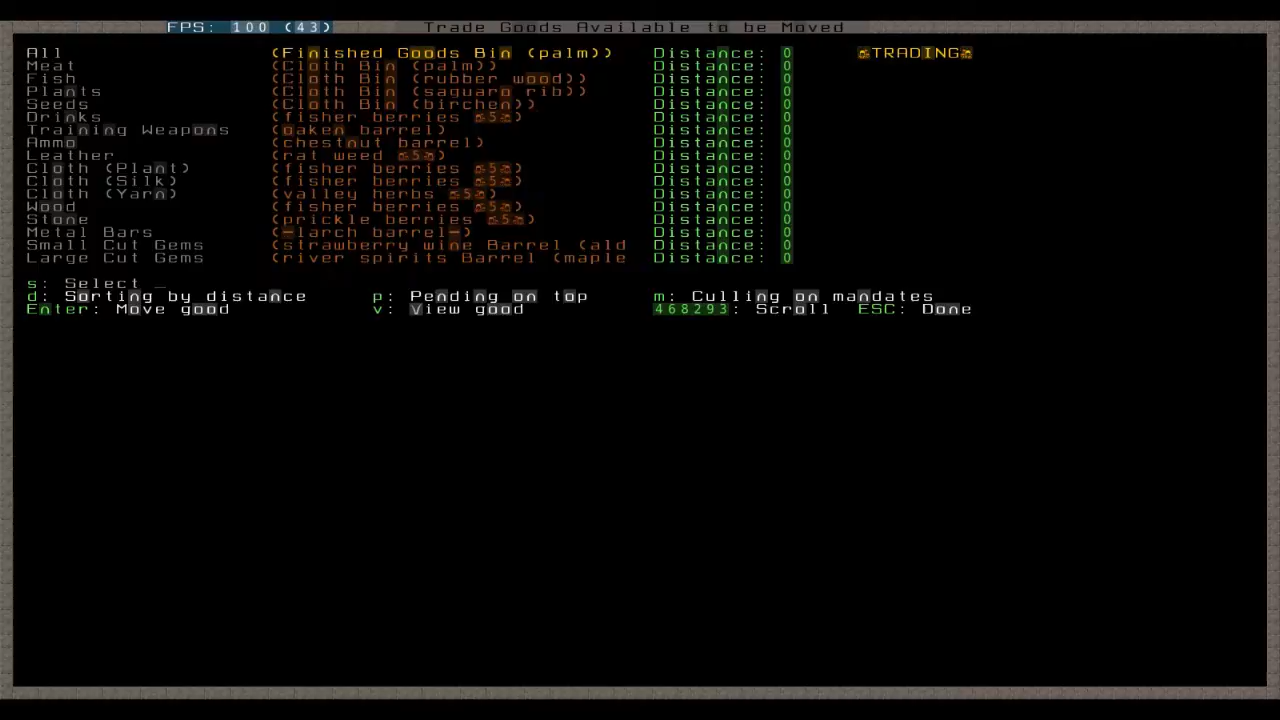 FPS: 100 (43) Trade Goods Available to be Moved
All (Finished Goods Bin (palm)) Distance: 0 TRADING
Meat (Cloth Bin (palm)) Distance: 0
Fish (Cloth Bin (rubber wood)) Distance: 0
Plants (Cloth Bin (saguaro rib)) Distance: 0
Seeds (Cloth Bin (birchen)) Distance: 0
Drinks (fisher berries 5) Distance: 0
Training Weapons (oaken barrel) Distance: 0
Ammo (chestnut barrel) Distance: 0
Leather (rat weed 5) Distance: 0
Cloth (Plant) (fisher berries 5) Distance: 0
Cloth (Silk) (fisher berries 5) Distance: 0
Cloth (Yarn) (valley herbs 5) Distance: 0
Wood (fisher berries 5) Distance: 0
Stone (prickle berries 5) Distance: 0
Metal Bars (-larch barrel-) Distance: 0
Small Cut Gems (strawberry wine Barrel (ald Distance: 0
Large Cut Gems (river spirits Barrel (maple Distance: 0
s: Select _
d: Sorting by distance p: Pending on top m: Culling on mandates
Enter: Move good v: View good 468293: Scroll ESC: Done